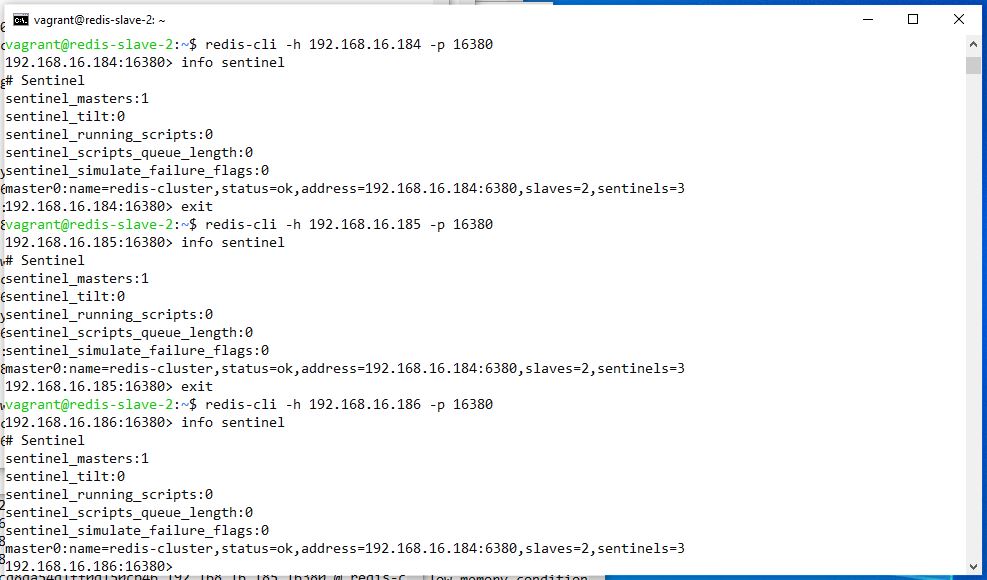 vagrant@redis-slave-2: ~
vagrant@redis-slave-2:~$ redis-cli -h 192.168.16.184 -p 16380
192.168.16.184:16380> info sentinel
# Sentinel
sentinel_masters:1
sentinel_tilt:0
sentinel_running_scripts:0
sentinel_scripts_queue_length:0
sentinel_simulate_failure_flags:0
master0:name=redis-cluster,status=ok,address=192.168.16.184:6380,slaves=2,sentinels=3
192.168.16.184:16380> exit
vagrant@redis-slave-2:~$ redis-cli -h 192.168.16.185 -p 16380
192.168.16.185:16380> info sentinel
# Sentinel
sentinel_masters:1
sentinel_tilt:0
sentinel_running_scripts:0
sentinel_scripts_queue_length:0
sentinel_simulate_failure_flags:0
master0:name=redis-cluster,status=ok,address=192.168.16.184:6380,slaves=2,sentinels=3
192.168.16.185:16380> exit
vagrant@redis-slave-2:~$ redis-cli -h 192.168.16.186 -p 16380
192.168.16.186:16380> info sentinel
# Sentinel
sentinel_masters:1
sentinel_tilt:0
sentinel_running_scripts:0
sentinel_scripts_queue_length:0
sentinel_simulate_failure_flags:0
master0:name=redis-cluster,status=ok,address=192.168.16.184:6380,slaves=2,sentinels=3
192.168.16.186:16380>
192.168.16.185 16380 @ redis-c low memory condition